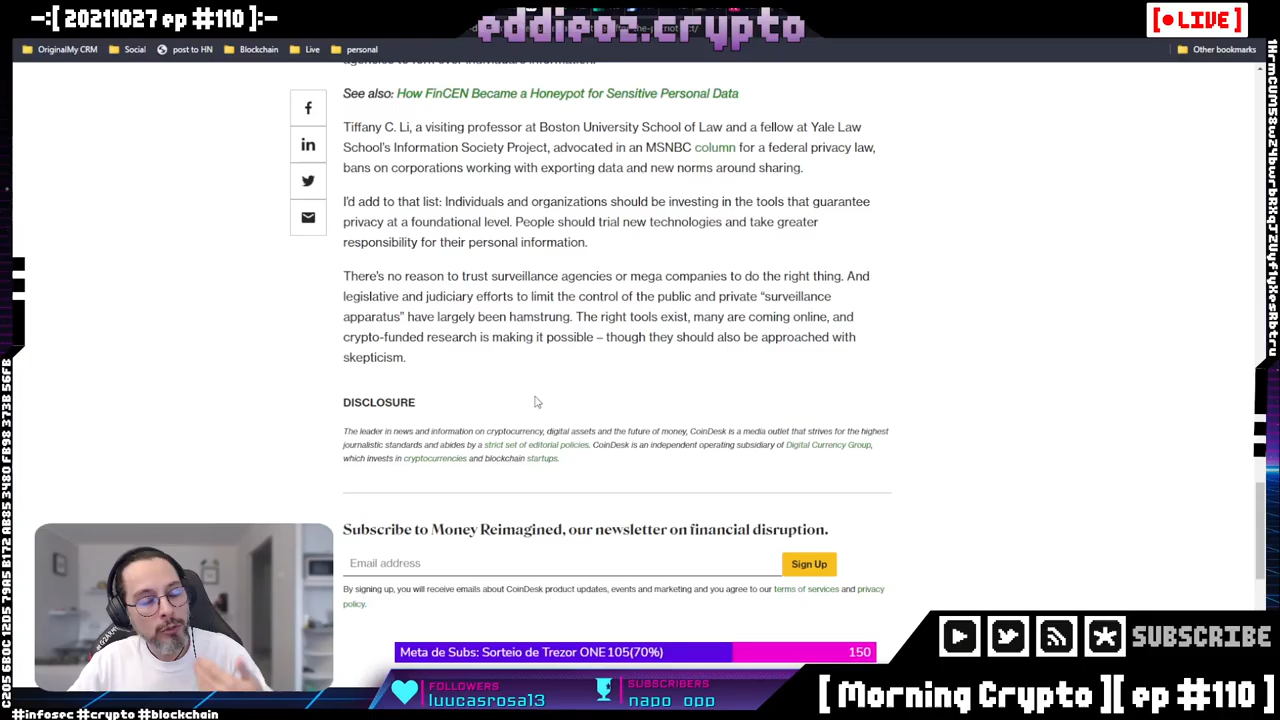 -:[ 20211027 ep #110 ]:-
eddieoz.crypto
[• LIVE ]
OriginalMy CRM
Social
post to HN
Blockchain
Live
personal
Other bookmarks
See also: How FinCEN Became a Honeypot for Sensitive Personal Data
Tiffany C. Li, a visiting professor at Boston University School of Law and a fellow at Yale Law
School's Information Society Project, advocated in an MSNBC column for a federal privacy law,
bans on corporations working with exporting data and new norms around sharing.
I'd add to that list: Individuals and organizations should be investing in the tools that guarantee
privacy at a foundational level. People should trial new technologies and take greater
responsibility for their personal information.
There's no reason to trust surveillance agencies or mega companies to do the right thing. And
legislative and judiciary efforts to limit the control of the public and private “surveillance
apparatus” have largely been hamstrung. The right tools exist, many are coming online, and
crypto-funded research is making it possible – though they should also be approached with
skepticism.
DISCLOSURE
The leader in news and information on cryptocurrency, digital assets and the future of money, CoinDesk is a media outlet that strives for the highest
journalistic standards and abides by a strict set of editorial policies. CoinDesk is an independent operating subsidiary of Digital Currency Group,
which invests in cryptocurrencies and blockchain startups.
Subscribe to Money Reimagined, our newsletter on financial disruption.
Email address
Sign Up
By signing up, you will receive emails about CoinDesk product updates, events and marketing and you agree to our terms of services and privacy
policy.
Meta de Subs: Sorteio de Trezor ONE 105(70%)
150
SUBSCRIBE
FOLLOWERS
luucasrosa13
SUBSCRIBERS
napo_opp
[ Morning Crypto ][ ep #110 ]
#infosec #crypto #blockchain